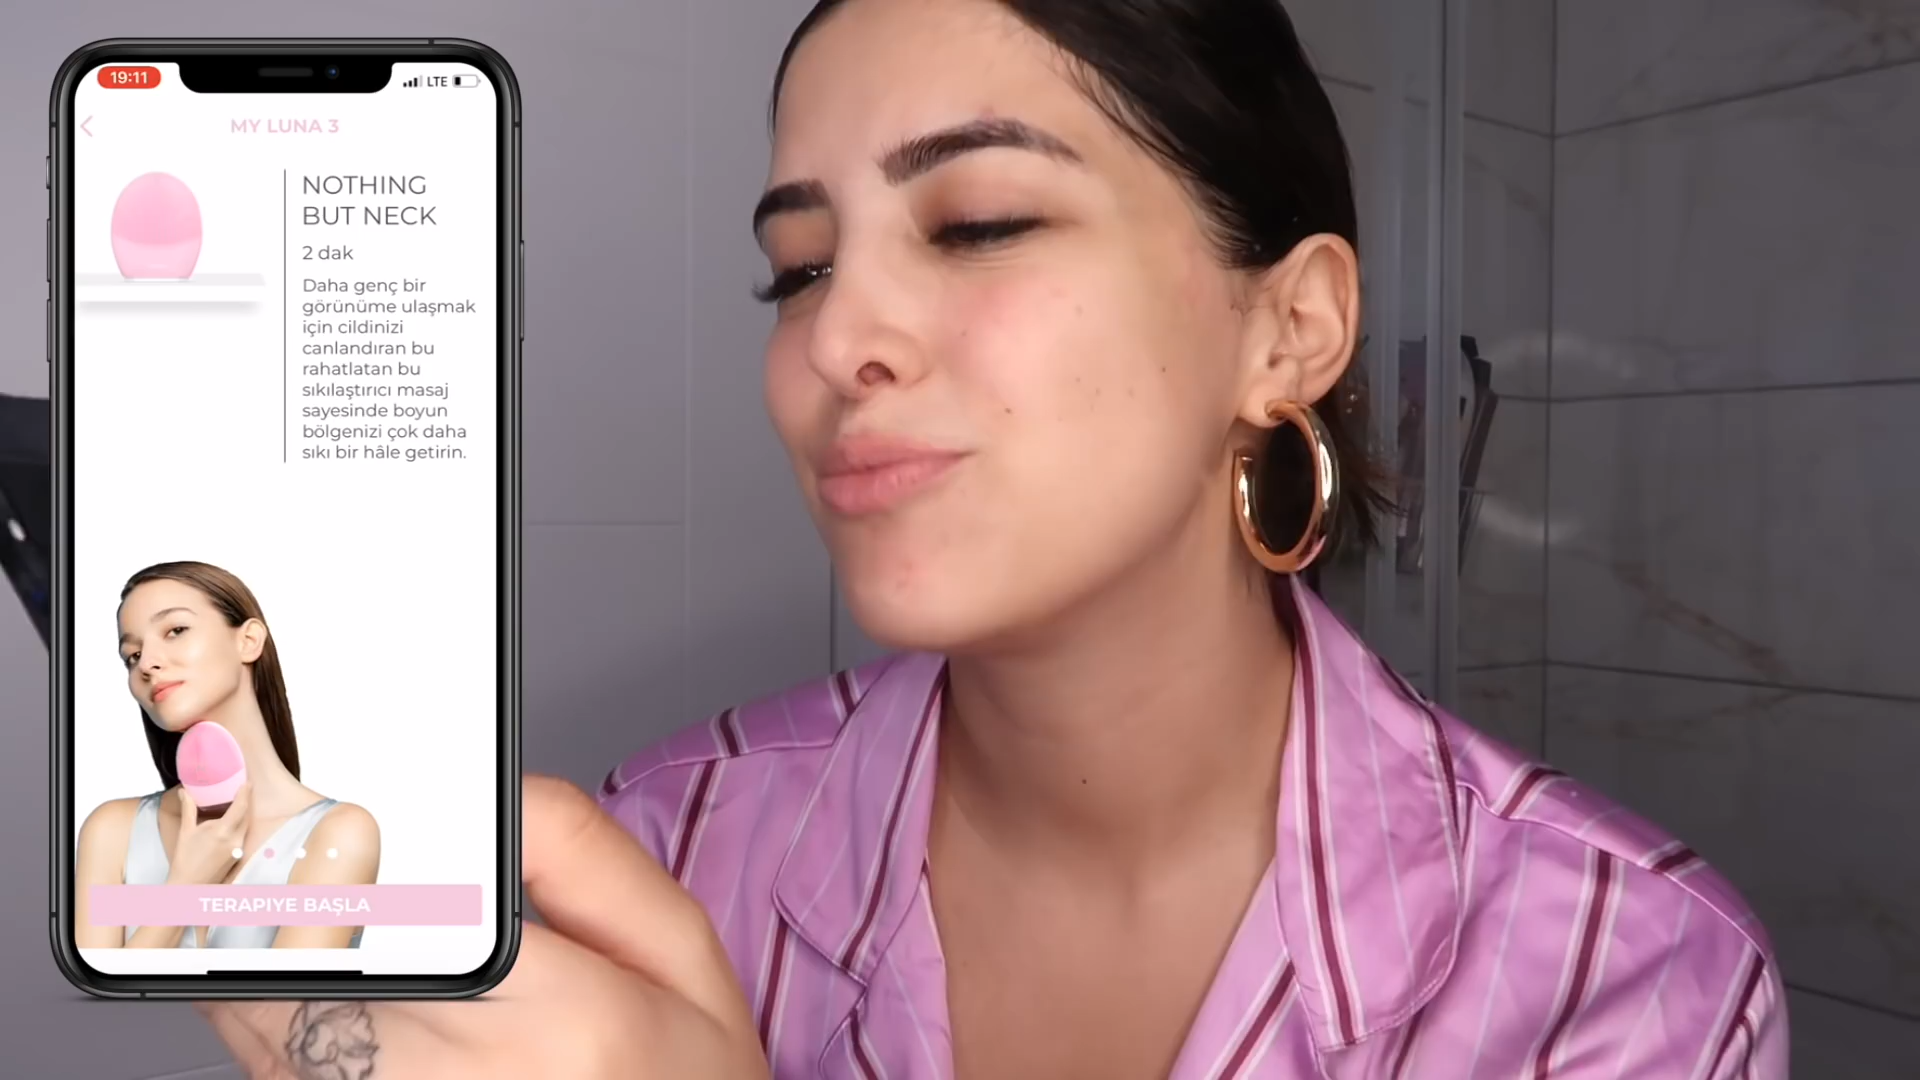 19:11
LTE
MY LUNA 3
NOTHING
BUT NECK
2 dak
Daha genç bir
görünüme ulaşmak
için cildinizi
canlandıran bu
rahatlatan bu
sıkılaştırıcı masaj
sayesinde boyun
bölgenizi çok daha
sıkı bir hâle getirin.
TERAPIYE BAŞLA